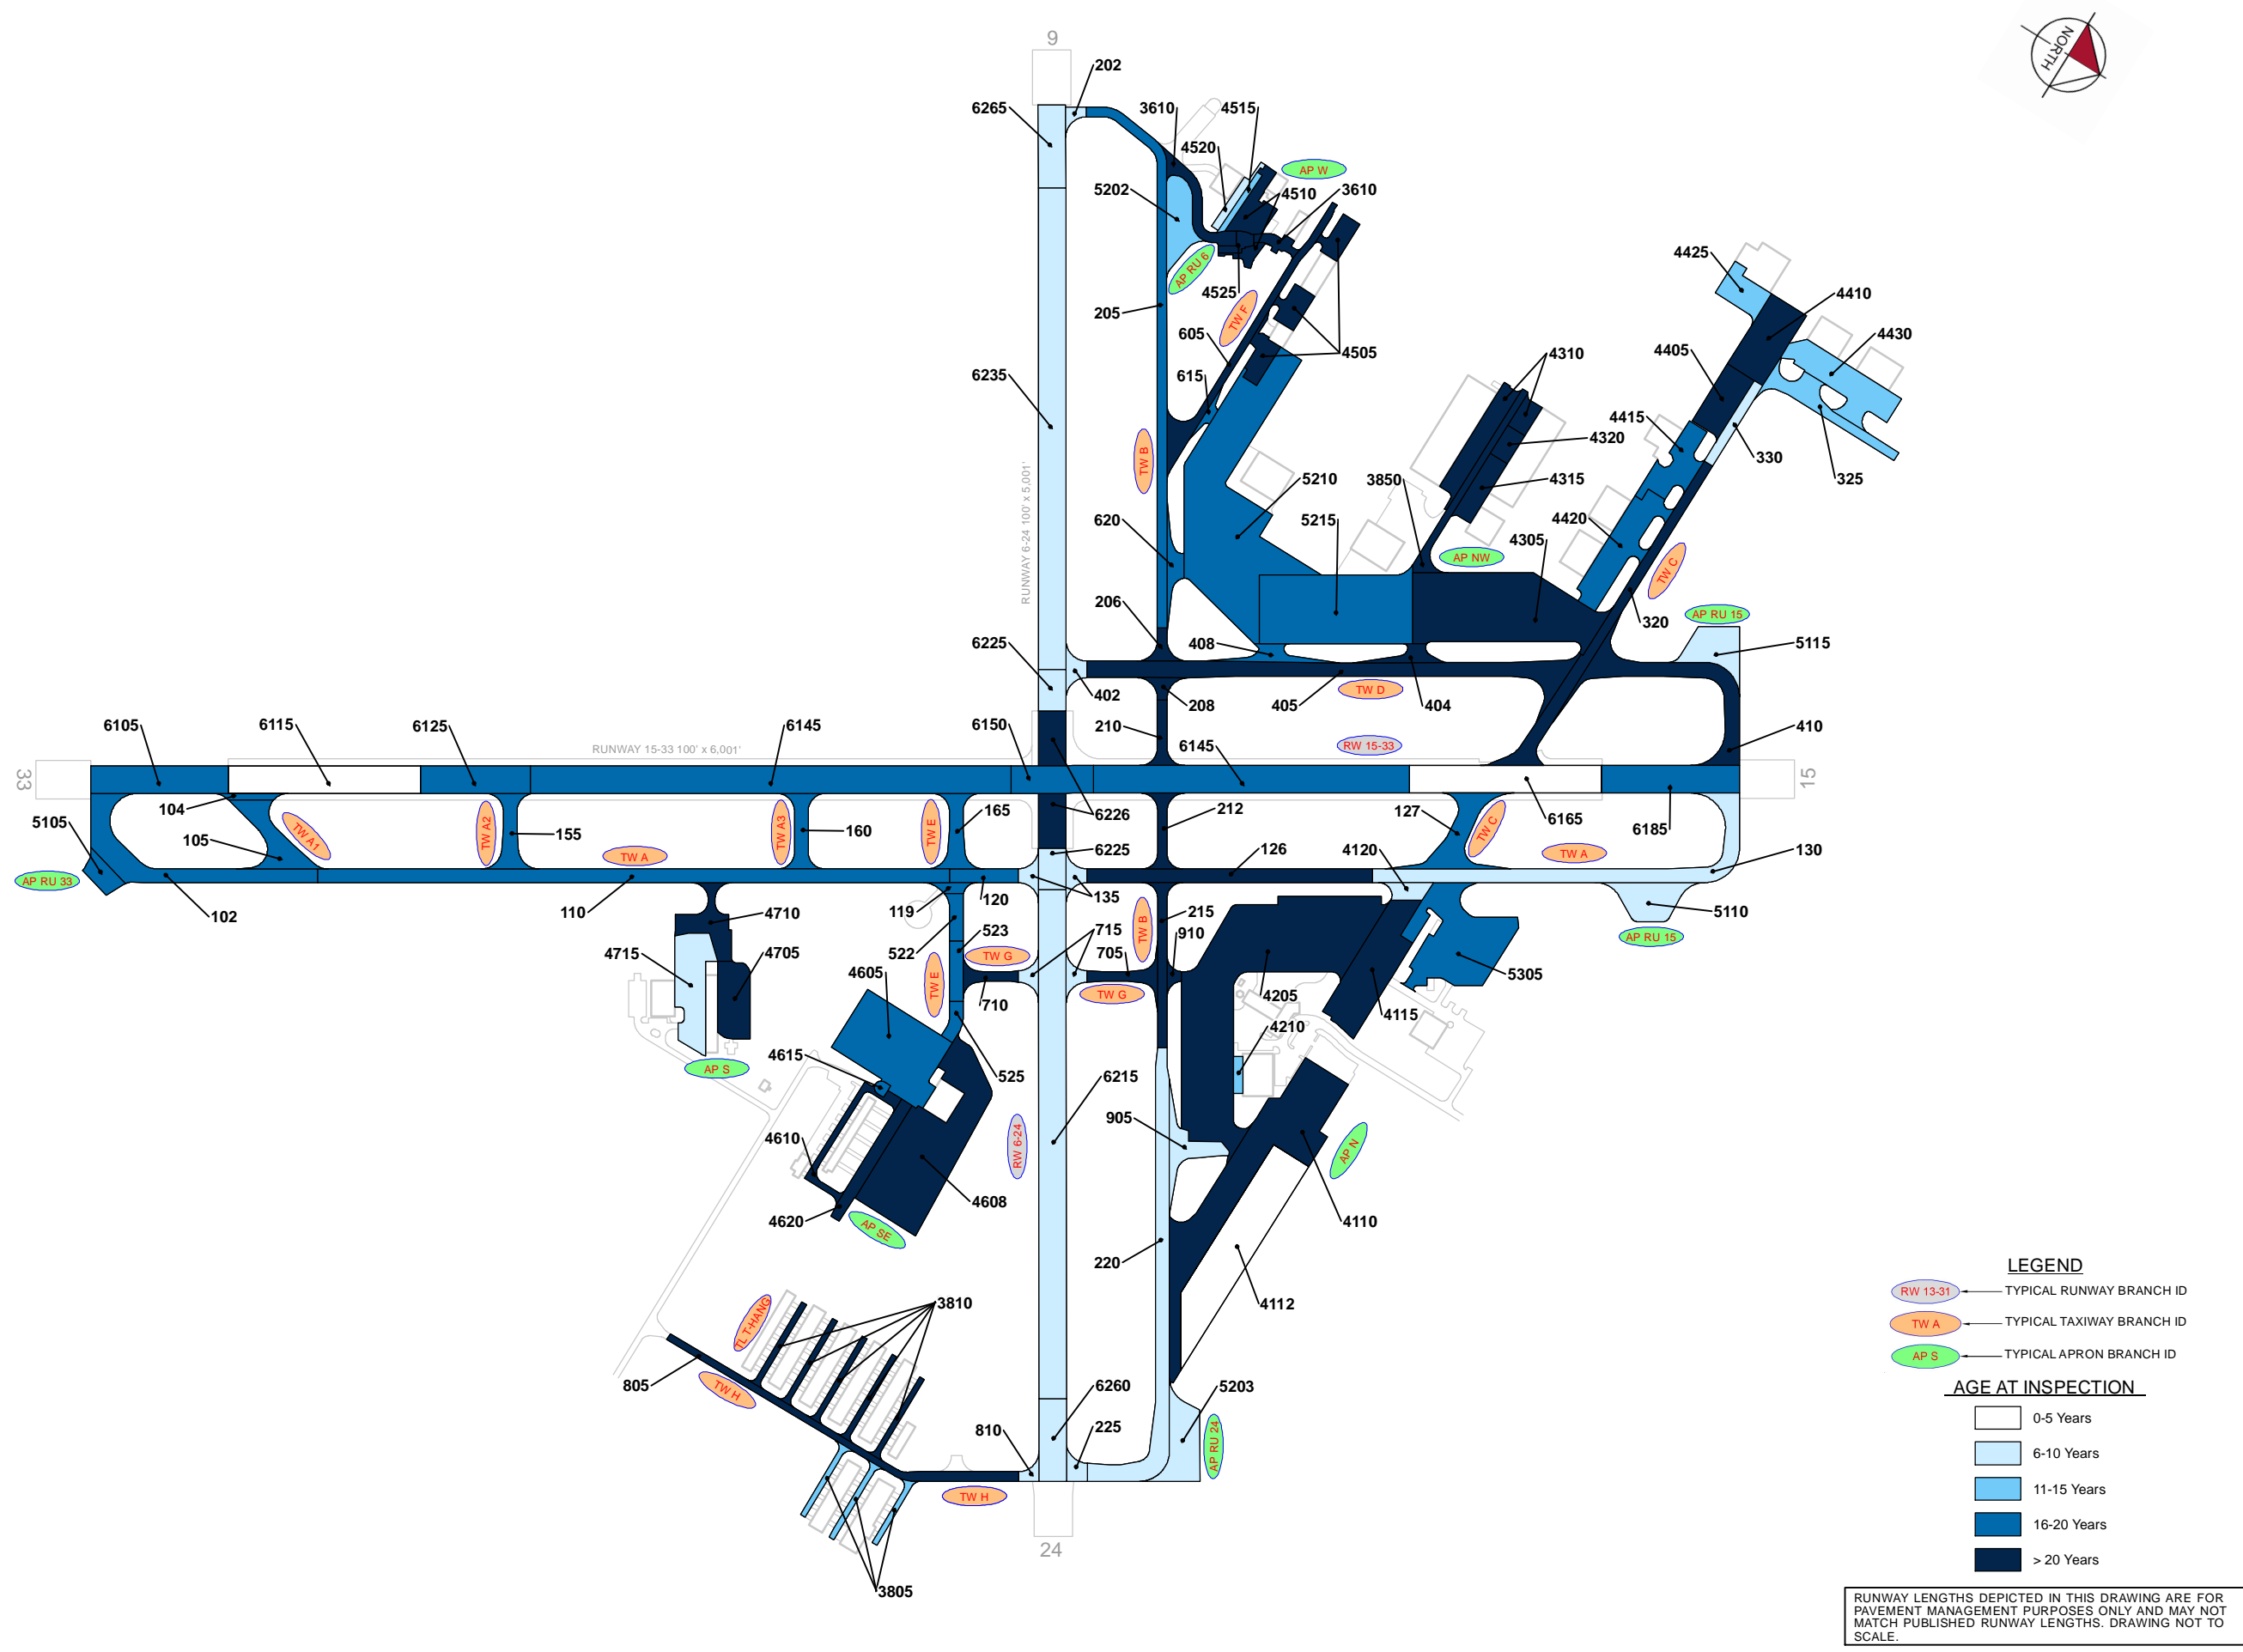 9
NORTH
202
6265
3610
4515
4520
AP W
5202
4510
3610
AP RU 6
4525
TW F
205
605
4505
6235
615
4425
4410
4430
4405
4310
4415
4320
330
325
TW B
RUNWAY 6-24 100' x 5,001'
5210
3850
4315
620
5215
4420
4305
AP NW
TW C
206
320
AP RU 15
6225
408
5115
402
208
TW D
405
404
6105
6115
6125
6145
6150
210
6145
410
RUNWAY 15-33 100' x 6,001'
RW 15-33
33
15
104
5105
TW A1
105
TW A2
155
TW A3
160
TW E
165
6226
212
127
TW C
6165
6185
TW A
6225
126
4120
TW A
130
AP RU 33
102
110
119
120
135
4710
522
523
715
TW B
215
5110
AP RU 15
4715
4705
TW G
705
910
TW E
4605
710
TW G
4205
5305
4115
4210
4615
AP S
525
6215
905
4610
RW 6-24
AP N
4608
4620
AP SE
4110
220
4112
TL T-HANG
3810
805
TW H
6260
5203
810
225
AP RU 24
TW H
24
3805
LEGEND
RW 13-31 TYPICAL RUNWAY BRANCH ID
TW A TYPICAL TAXIWAY BRANCH ID
AP S TYPICAL APRON BRANCH ID
AGE AT INSPECTION
0-5 Years
6-10 Years
11-15 Years
16-20 Years
> 20 Years
RUNWAY LENGTHS DEPICTED IN THIS DRAWING ARE FOR
PAVEMENT MANAGEMENT PURPOSES ONLY AND MAY NOT
MATCH PUBLISHED RUNWAY LENGTHS. DRAWING NOT TO
SCALE.